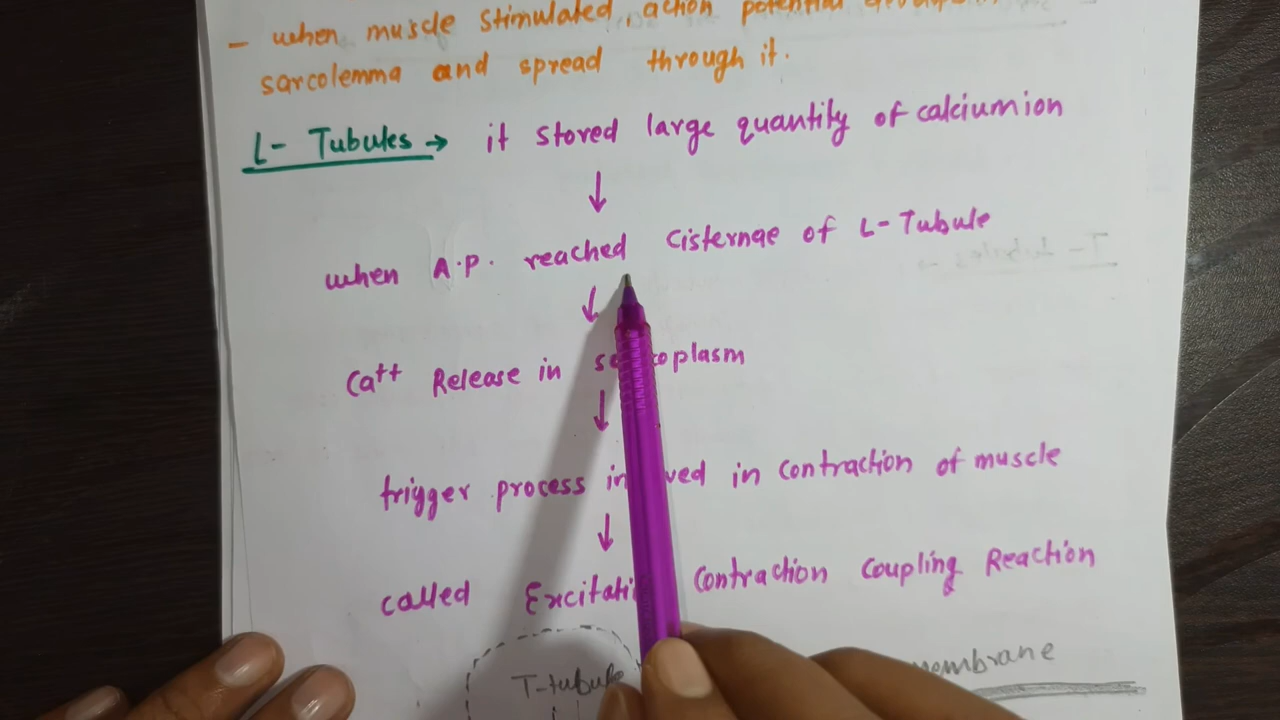 - when muscle stimulated, action potential
sarcolemma and spread through it.
L- Tubules → it stored large quantity of calcium ion
↓
when A.P. reached Cisternae of L-Tubule
↓
Ca++ Release in
↓
trigger process in contraction of muscle
↓
called Contraction Coupling Reaction
T-tubule
membrane